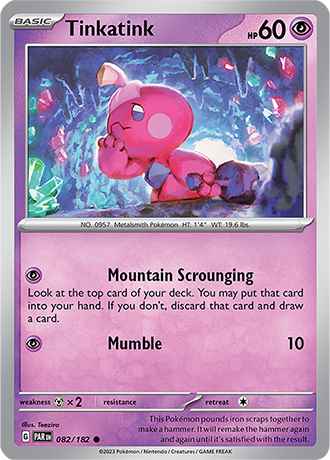 BASIC
Tinkatink
HP60
NO. 0957 Metalsmith Pokémon HT: 1'4" WT: 19.6 lbs.
Mountain Scrounging
Look at the top card of your deck. You may put that card
into your hand. If you don't, discard that card and draw
a card.
Mumble 10
weakness ×2 resistance retreat
Illus. Teeziro
G PAR EN 082/182
This Pokémon pounds iron scraps together to
make a hammer. It will remake the hammer again
and again until it's satisfied with the result.
©2023 Pokémon / Nintendo / Creatures / GAME FREAK